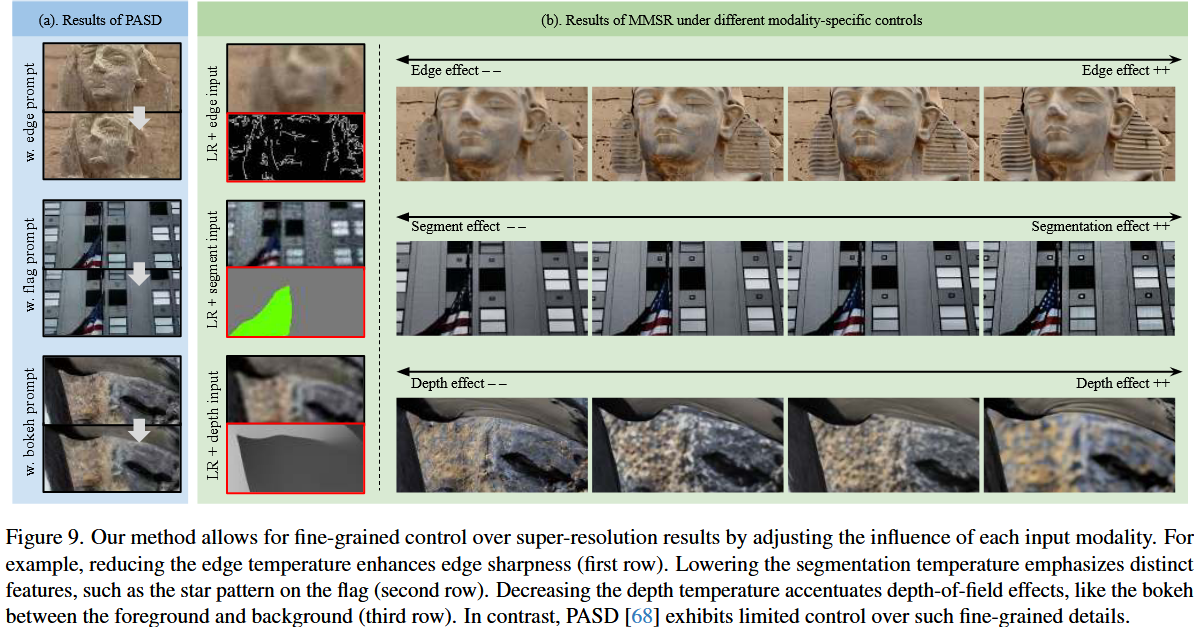 (a). Results of PASD
(b). Results of MMSR under different modality-specific controls
w. edge prompt
LR + edge input
Edge effect – –
Edge effect ++
w. flag prompt
LR + segment input
Segment effect – –
Segmentation effect ++
w. bokeh prompt
LR + depth input
Depth effect – –
Depth effect ++
Figure 9. Our method allows for fine-grained control over super-resolution results by adjusting the influence of each input modality. For
example, reducing the edge temperature enhances edge sharpness (first row). Lowering the segmentation temperature emphasizes distinct
features, such as the star pattern on the flag (second row). Decreasing the depth temperature accentuates depth-of-field effects, like the bokeh
between the foreground and background (third row). In contrast, PASD [68] exhibits limited control over such fine-grained details.